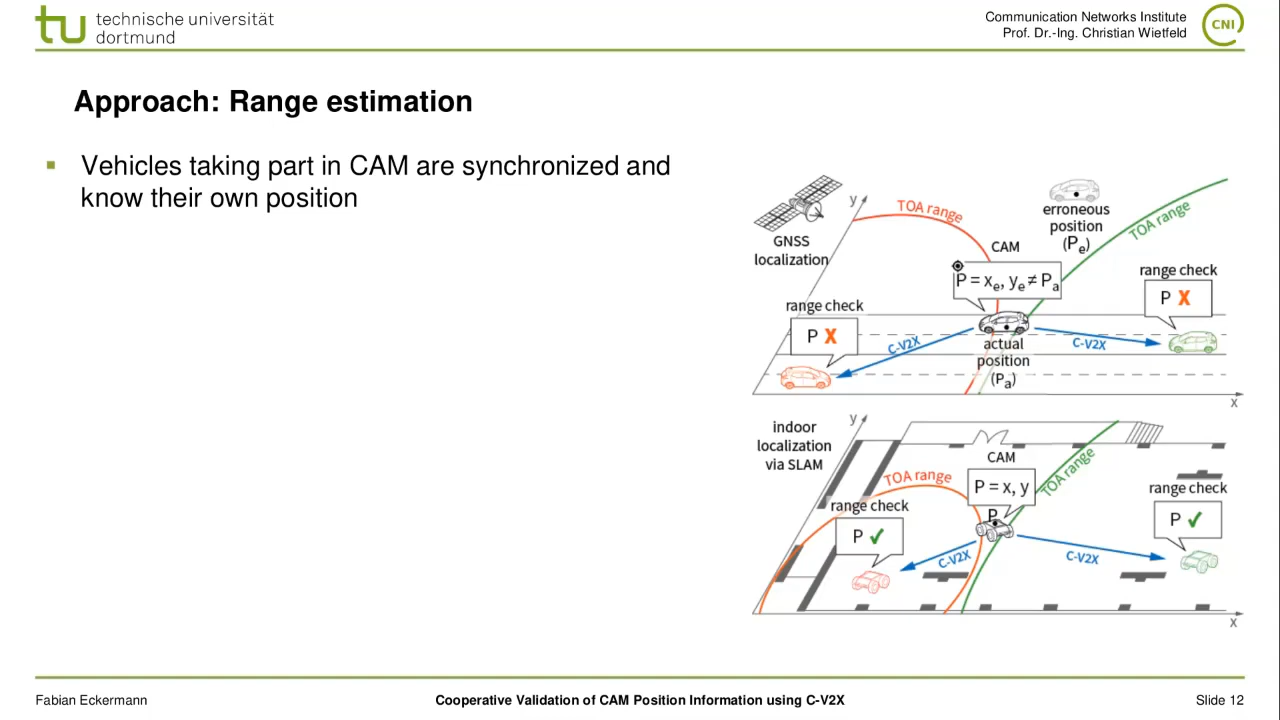 technische universität
dortmund
Communication Networks Institute
Prof. Dr.-Ing. Christian Wietfeld
CNI
Approach: Range estimation
Vehicles taking part in CAM are synchronized and
know their own position
y
GNSS
localization
TOA range
CAM
P = xe, ye ≠ Pa
erroneous
position
(Pe)
TOA range
range check
P X
range check
P X
C-V2X
C-V2X
actual
position
(Pa)
x
y
indoor
localization
via SLAM
TOA range
CAM
P = x, y
P
TOA range
range check
P ✓
range check
P ✓
C-V2X
C-V2X
x
Fabian Eckermann
Cooperative Validation of CAM Position Information using C-V2X
Slide 12